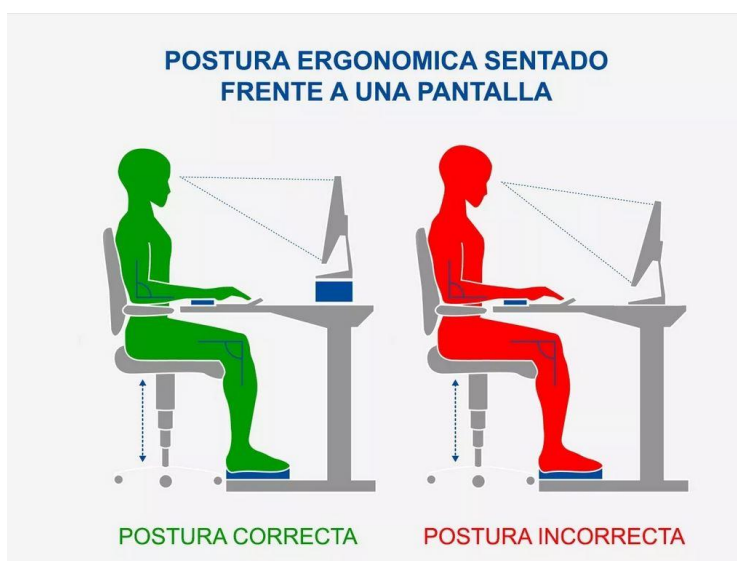 POSTURA ERGONOMICA SENTADO
FRENTE A UNA PANTALLA
POSTURA CORRECTA
POSTURA INCORRECTA